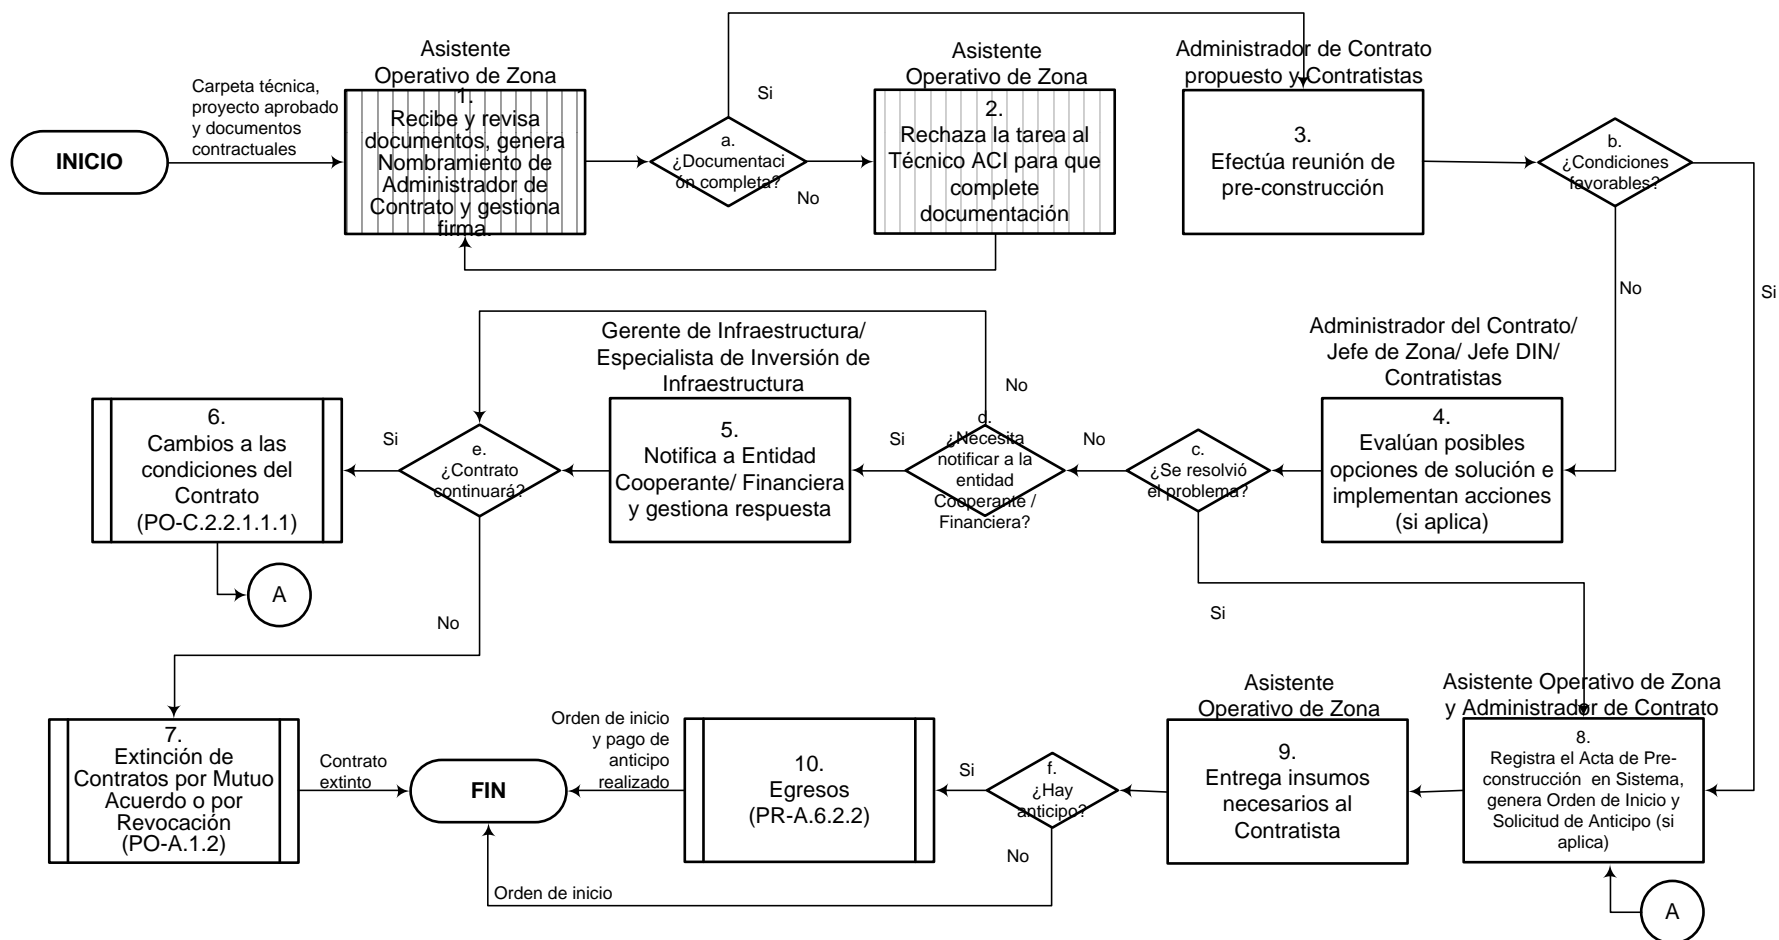 INICIO
Carpeta técnica,
proyecto aprobado
y documentos
contractuales
Asistente
Operativo de Zona
1.
Recibe y revisa
documentos, genera
Nombramiento de
Administrador de
Contrato y gestiona
firma.
a.
¿Documentaci
ón completa?
Si
No
Asistente
Operativo de Zona
2.
Rechaza la tarea al
Técnico ACI para que
complete
documentación
Administrador de Contrato
propuesto y Contratistas
3.
Efectúa reunión de
pre-construcción
b.
¿Condiciones
favorables?
No
Si
Administrador del Contrato/
Jefe de Zona/ Jefe DIN/
Contratistas
4.
Evalúan posibles
opciones de solución e
implementan acciones
(si aplica)
c.
¿Se resolvió
el problema?
No
Si
d.
¿Necesita
notificar a la
entidad
Cooperante /
Financiera?
No
Si
Gerente de Infraestructura/
Especialista de Inversión de
Infraestructura
5.
Notifica a Entidad
Cooperante/ Financiera
y gestiona respuesta
e.
¿Contrato
continuará?
Si
No
6.
Cambios a las
condiciones del
Contrato
(PO-C.2.2.1.1.1)
A
7.
Extinción de
Contratos por Mutuo
Acuerdo o por
Revocación
(PO-A.1.2)
Contrato
extinto
FIN
Orden de inicio
y pago de
anticipo
realizado
10.
Egresos
(PR-A.6.2.2)
Si
f.
¿Hay
anticipo?
No
Orden de inicio
Asistente
Operativo de Zona
9.
Entrega insumos
necesarios al
Contratista
Asistente Operativo de Zona
y Administrador de Contrato
8.
Registra el Acta de Pre-
construcción en Sistema,
genera Orden de Inicio y
Solicitud de Anticipo (si
aplica)
A